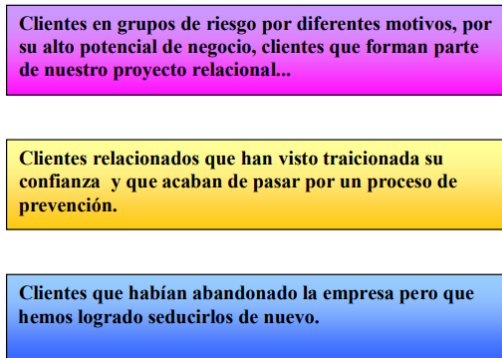 Clientes en grupos de riesgo por diferentes motivos, por
su alto potencial de negocio, clientes que forman parte
de nuestro proyecto relacional...
Clientes relacionados que han visto traicionada su
confianza y que acaban de pasar por un proceso de
prevención.
Clientes que habían abandonado la empresa pero que
hemos logrado seducirlos de nuevo.